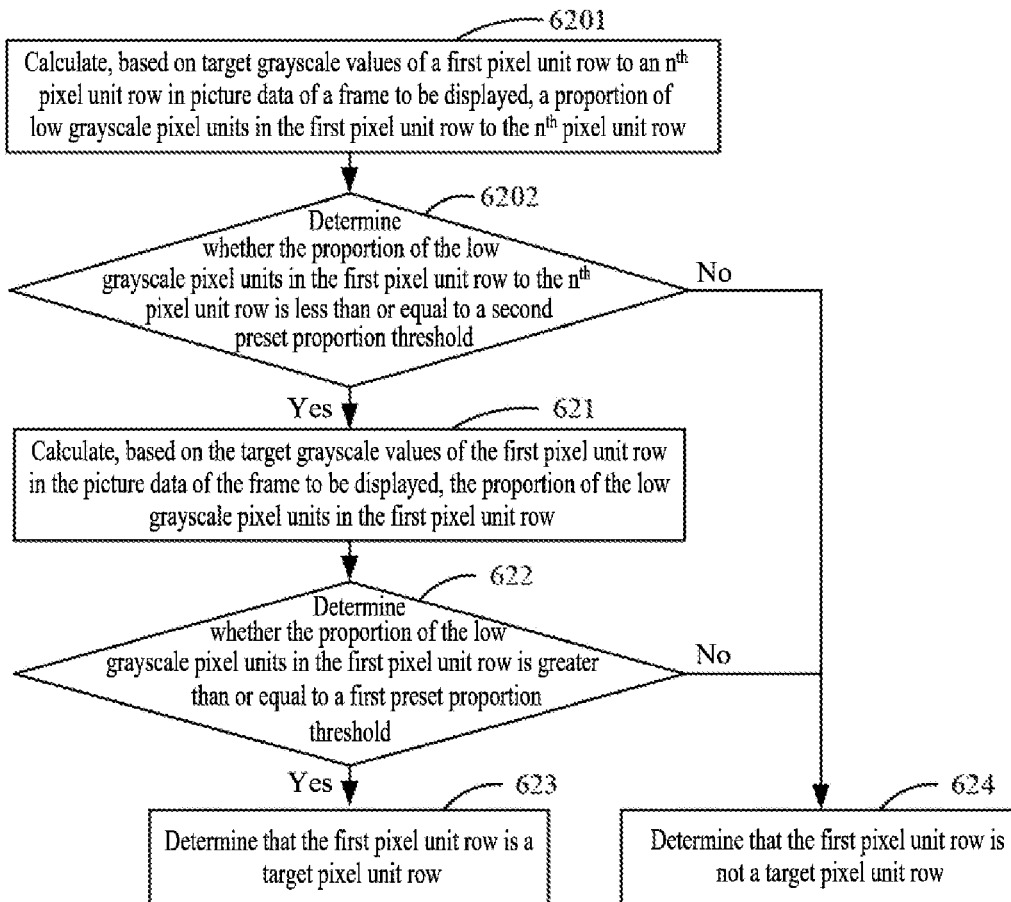 6201
Calculate, based on target grayscale values of a first pixel unit row to an nth
pixel unit row in picture data of a frame to be displayed, a proportion of
low grayscale pixel units in the first pixel unit row to the nth pixel unit row
6202
Determine
whether the proportion of the low
grayscale pixel units in the first pixel unit row to the nth
pixel unit row is less than or equal to a second
preset proportion threshold
No
Yes
621
Calculate, based on the target grayscale values of the first pixel unit row
in the picture data of the frame to be displayed, the proportion of the low
grayscale pixel units in the first pixel unit row
622
Determine
whether the proportion of the low
grayscale pixel units in the first pixel unit row is greater
than or equal to a first preset proportion
threshold
No
Yes
623
Determine that the first pixel unit row is a
target pixel unit row
624
Determine that the first pixel unit row is
not a target pixel unit row